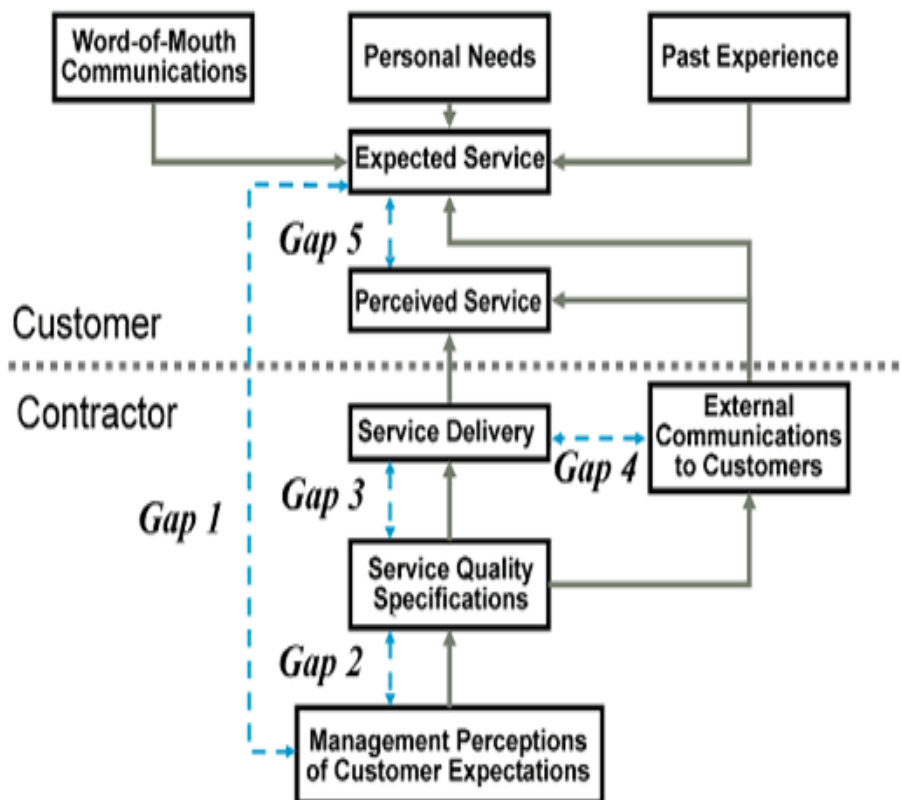 Word-of-Mouth
Communications
Personal Needs
Past Experience
Expected Service
Gap 5
Perceived Service
Customer
Contractor
Service Delivery
External
Communications
to Customers
Gap 4
Gap 3
Gap 1
Service Quality
Specifications
Gap 2
Management Perceptions
of Customer Expectations